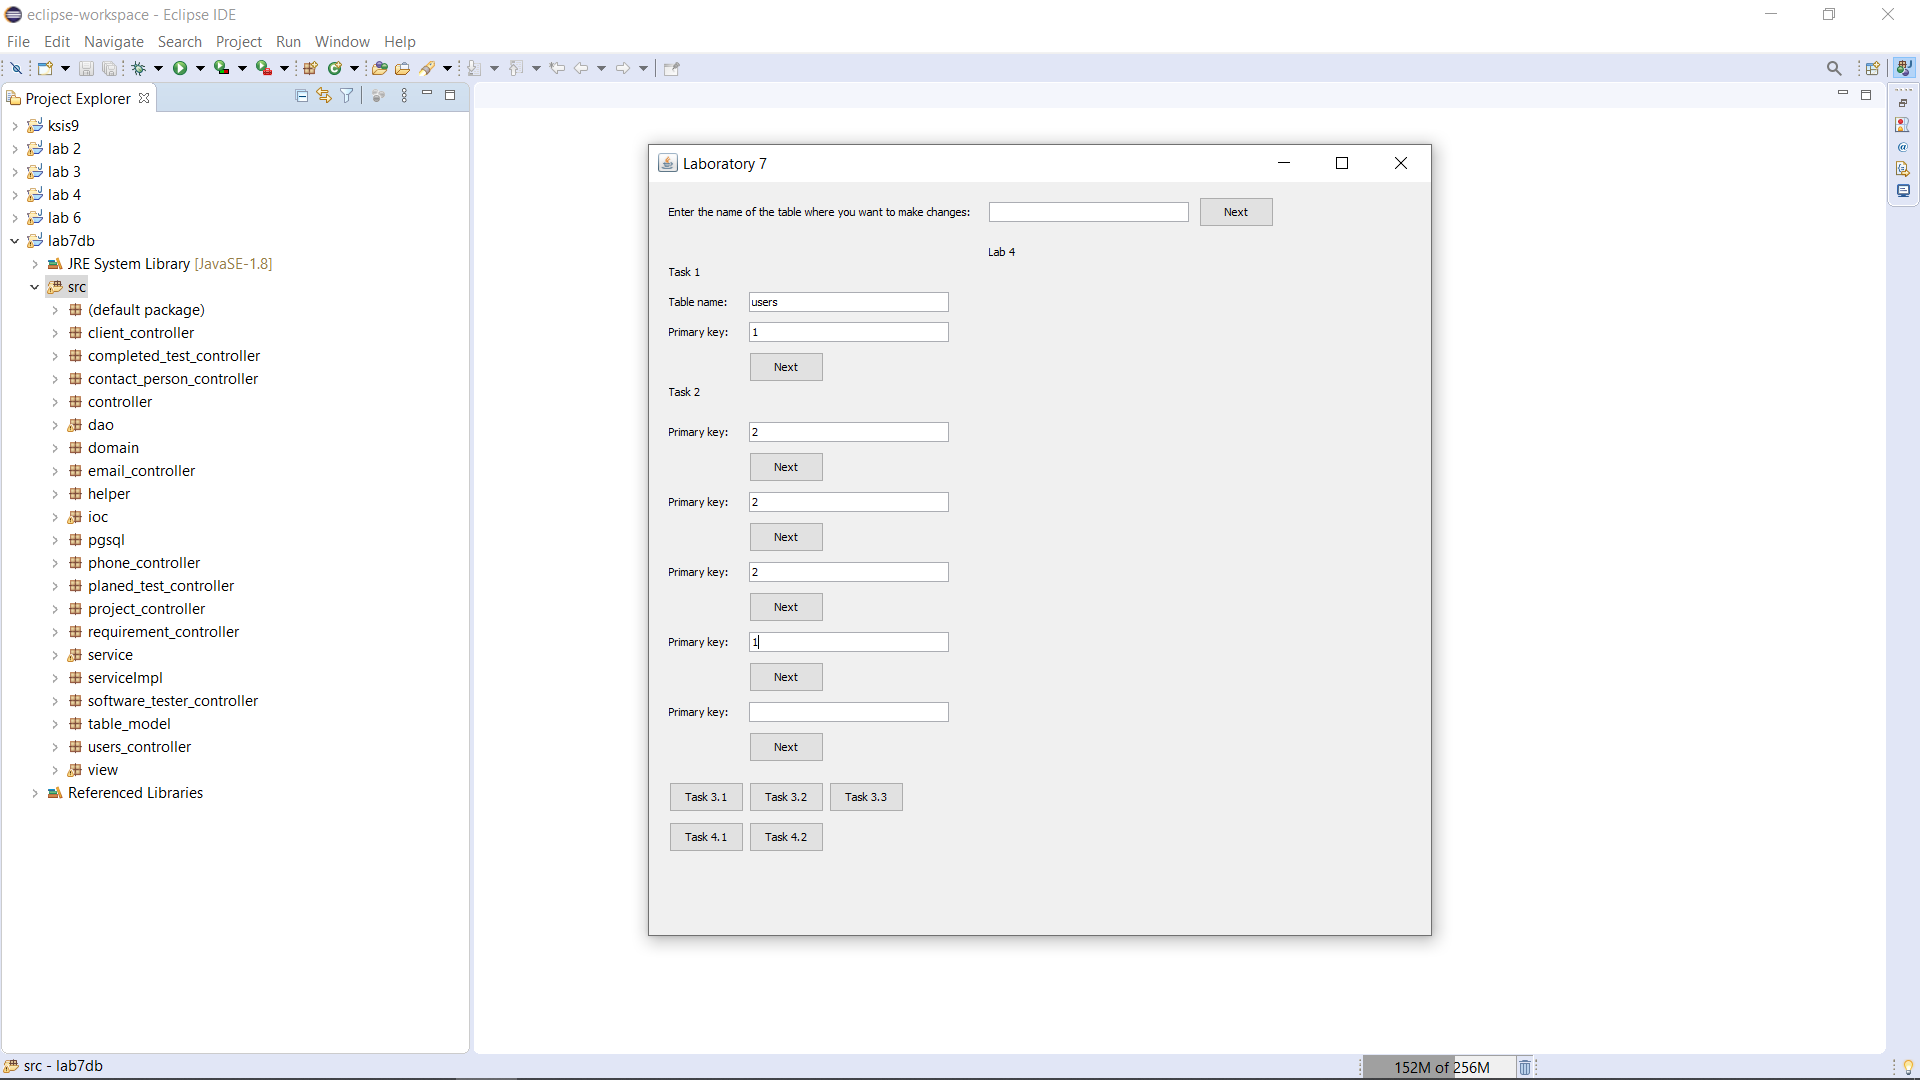 eclipse-workspace - Eclipse IDE
File Edit Navigate Search Project Run Window Help
Project Explorer
ksis9
lab 2
lab 3
lab 4
lab 6
lab7db
JRE System Library [JavaSE-1.8]
src
(default package)
client_controller
completed_test_controller
contact_person_controller
controller
dao
domain
email_controller
helper
ioc
pgsql
phone_controller
planed_test_controller
project_controller
requirement_controller
service
serviceImpl
software_tester_controller
table_model
users_controller
view
Referenced Libraries
Laboratory 7
Enter the name of the table where you want to make changes: Next
Lab 4
Task 1
Table name: users
Primary key: 1
Next
Task 2
Primary key: 2
Next
Primary key: 2
Next
Primary key: 2
Next
Primary key: 1
Next
Primary key:
Next
Task 3.1 Task 3.2 Task 3.3
Task 4.1 Task 4.2
src - lab7db
152M of 256M